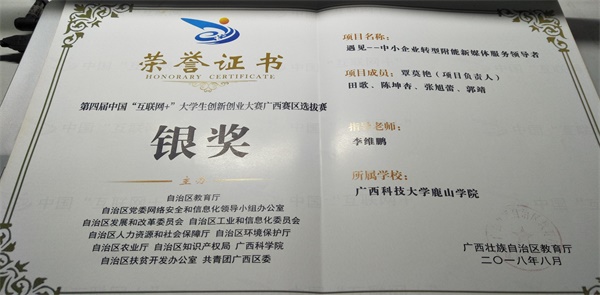 荣誉证书
HONORARY CERTIFICATE
第四届中国“互联网+”大学生创新创业大赛广西赛区选拔赛
银奖
主办
自治区教育厅
自治区党委网络安全和信息化领导小组办公室
自治区发展和改革委员会 自治区工业和信息化委员会
自治区人力资源和社会保障厅 自治区环境保护厅
自治区农业厅 自治区知识产权局 广西科学院
自治区扶贫开发办公室 共青团广西区委
项目名称：
遇见--中小企业转型附能新媒体服务领导者
项目成员：覃莫艳（项目负责人）
田歌、陈坤杏、张旭蕾、郭靖
指导老师：
李维鹏
所属学校：
广西科技大学鹿山学院
广西壮族自治区教育厅
二〇一八年八月